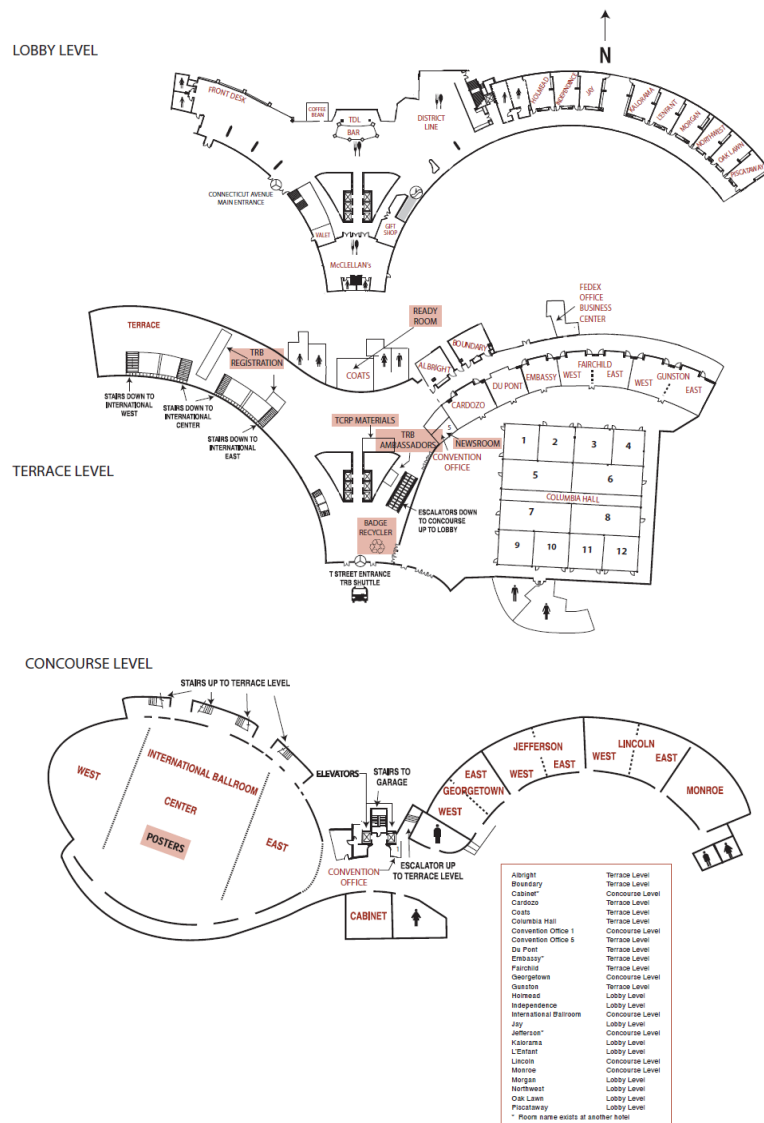 N
LOBBY LEVEL
FRONT DESK
COFFEE
BEAN
TDL
BAR
DISTRICT
LINE
HOLMEAD
INDEPENDENCE
JAY
KALORAMA
L'ENFANT
MORGAN
NORTHWEST
OAK LAWN
PISCATAWAY
CONNECTICUT AVENUE
MAIN ENTRANCE
VALET
GIFT
SHOP
McCLELLAN's
TERRACE LEVEL
TERRACE
TRB
REGISTRATION
READY
ROOM
COATS
FEDEX
OFFICE
BUSINESS
CENTER
ALBRIGHT
BOUNDARY
CARDOZO
DU PONT
EMBASSY
FAIRCHILD
WEST
EAST
GUNSTON
WEST
EAST
STAIRS DOWN TO
INTERNATIONAL
WEST
STAIRS DOWN TO
INTERNATIONAL
CENTER
STAIRS DOWN TO
INTERNATIONAL
EAST
TCRP MATERIALS
TRB
AMBASSADORS
5
NEWSROOM
CONVENTION
OFFICE
ESCALATORS DOWN
TO CONCOURSE
UP TO LOBBY
BADGE
RECYCLER
T STREET ENTRANCE
TRB SHUTTLE
1
2
3
4
5
6
COLUMBIA HALL
7
8
9
10
11
12
CONCOURSE LEVEL
STAIRS UP TO TERRACE LEVEL
WEST
INTERNATIONAL BALLROOM
CENTER
POSTERS
EAST
ELEVATORS
STAIRS TO
GARAGE
1
CONVENTION
OFFICE
ESCALATOR UP
TO TERRACE LEVEL
CABINET
EAST
GEORGETOWN
WEST
JEFFERSON
WEST
EAST
LINCOLN
WEST
EAST
MONROE
Albright Terrace Level
Boundary Terrace Level
Cabinet* Concourse Level
Cardozo Terrace Level
Coats Terrace Level
Columbia Hall Terrace Level
Convention Office 1 Concourse Level
Convention Office 5 Terrace Level
Du Pont Terrace Level
Embassy* Terrace Level
Fairchild Terrace Level
Georgetown Concourse Level
Gunston Terrace Level
Holmead Lobby Level
Independence Lobby Level
International Ballroom Concourse Level
Jay Lobby Level
Jefferson* Concourse Level
Kalorama Lobby Level
L'Enfant Lobby Level
Lincoln Concourse Level
Monroe Concourse Level
Morgan Lobby Level
Northwest Lobby Level
Oak Lawn Lobby Level
Piscataway Lobby Level
* Room name exists at another hotel